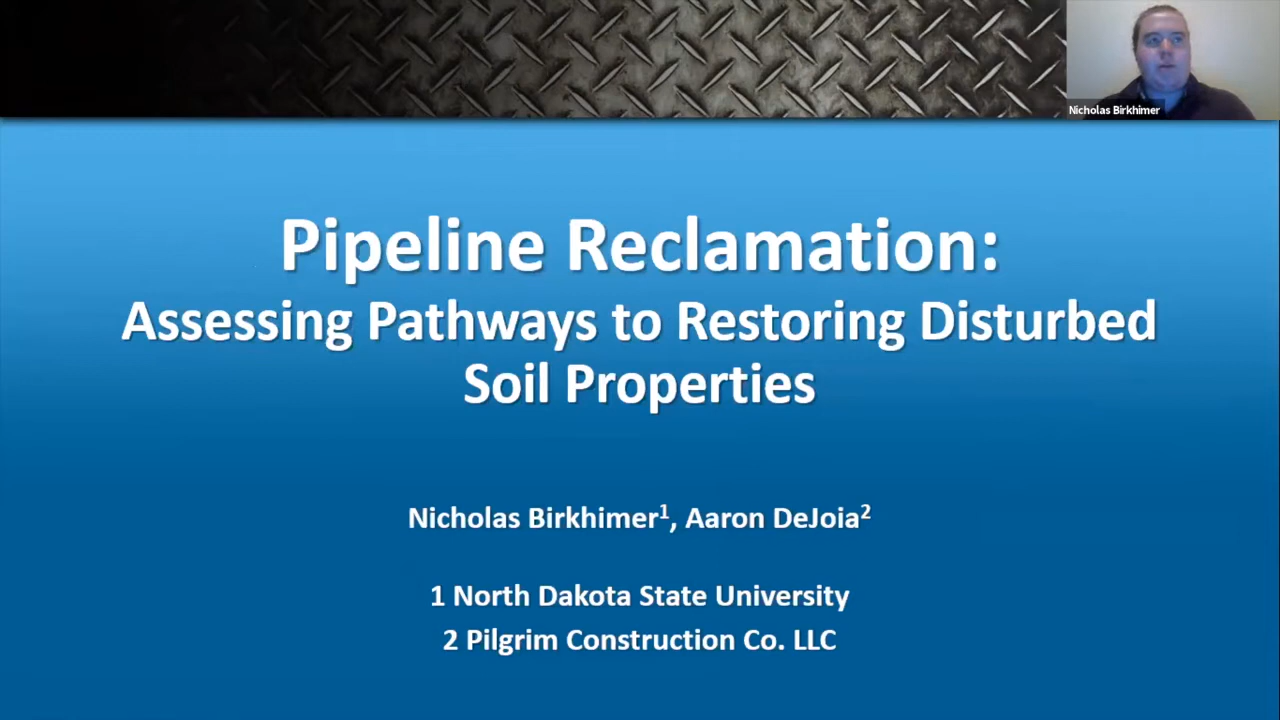 Nicholas Birkhimer
Pipeline Reclamation:
Assessing Pathways to Restoring Disturbed
Soil Properties
Nicholas Birkhimer¹, Aaron DeJoia²
1 North Dakota State University
2 Pilgrim Construction Co. LLC